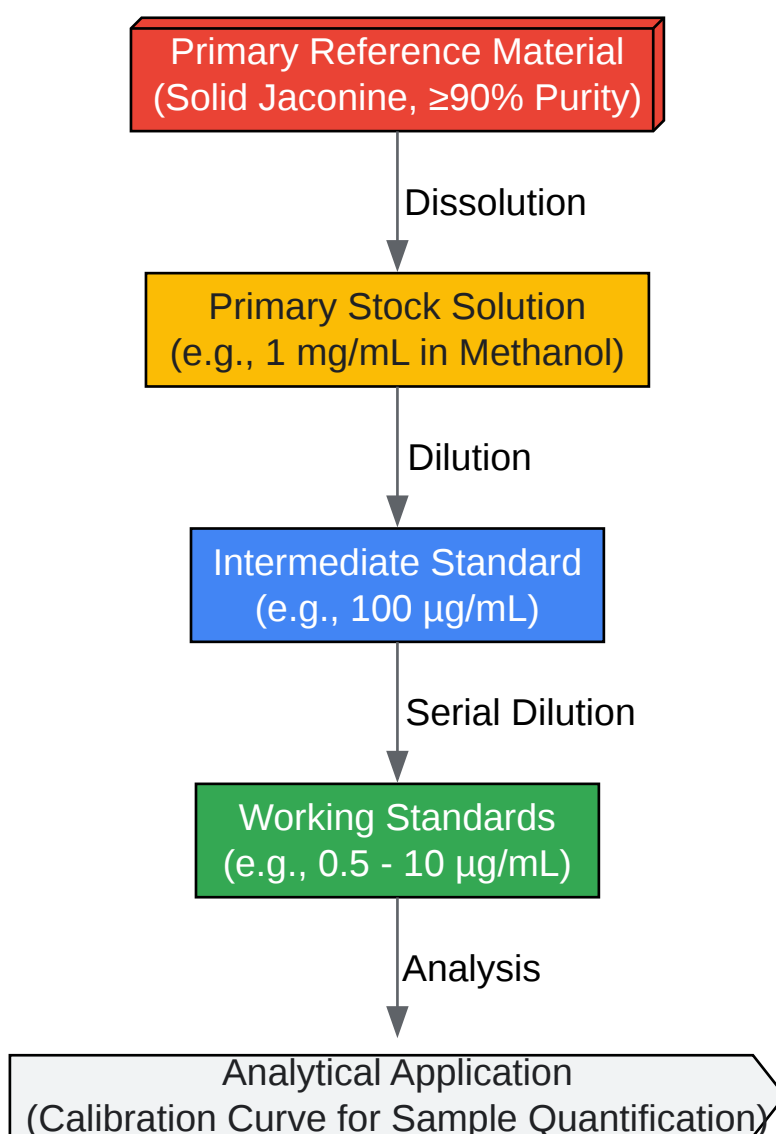 Primary Reference Material
(Solid Jaconine, ≥90% Purity)
Dissolution
Primary Stock Solution
(e.g., 1 mg/mL in Methanol)
Dilution
Intermediate Standard
(e.g., 100 µg/mL)
Serial Dilution
Working Standards
(e.g., 0.5 - 10 µg/mL)
Analysis
Analytical Application
(Calibration Curve for Sample Quantification)